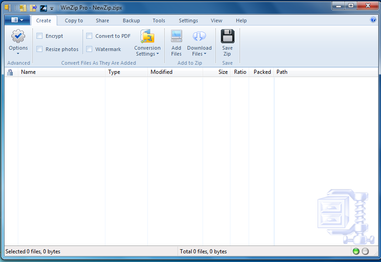 WinZip Pro - NewZip.zipx
Create Copy to Share Backup Tools Settings View Help
Encrypt Convert to PDF
Options Resize photos Watermark Conversion Settings Add Files Download Files Save Zip
Advanced Convert Files As They Are Added Add to Zip Save
Name Type Modified Size Ratio Packed Path
Selected 0 files, 0 bytes Total 0 files, 0 bytes